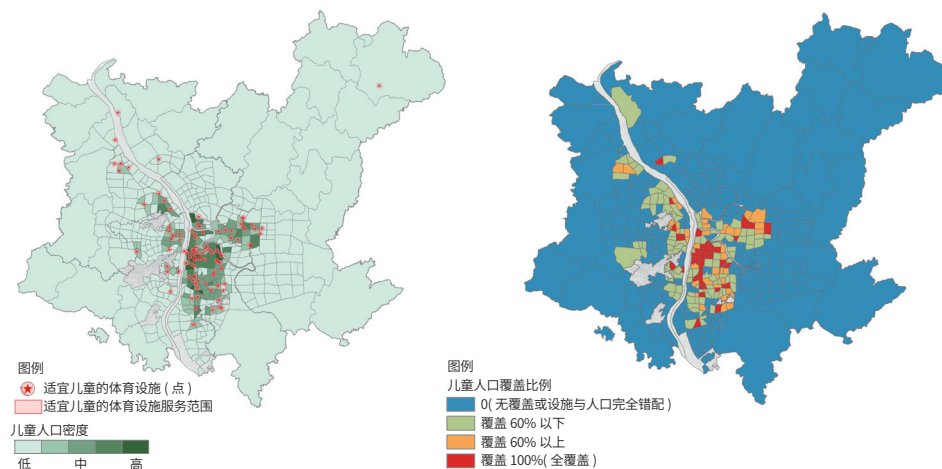 图例
适宜儿童的体育设施 ( 点 )
适宜儿童的体育设施服务范围
儿童人口密度
低 中 高
图例
儿童人口覆盖比例
0( 无覆盖或设施与人口完全错配 )
覆盖 60% 以下
覆盖 60% 以上
覆盖 100%( 全覆盖 )